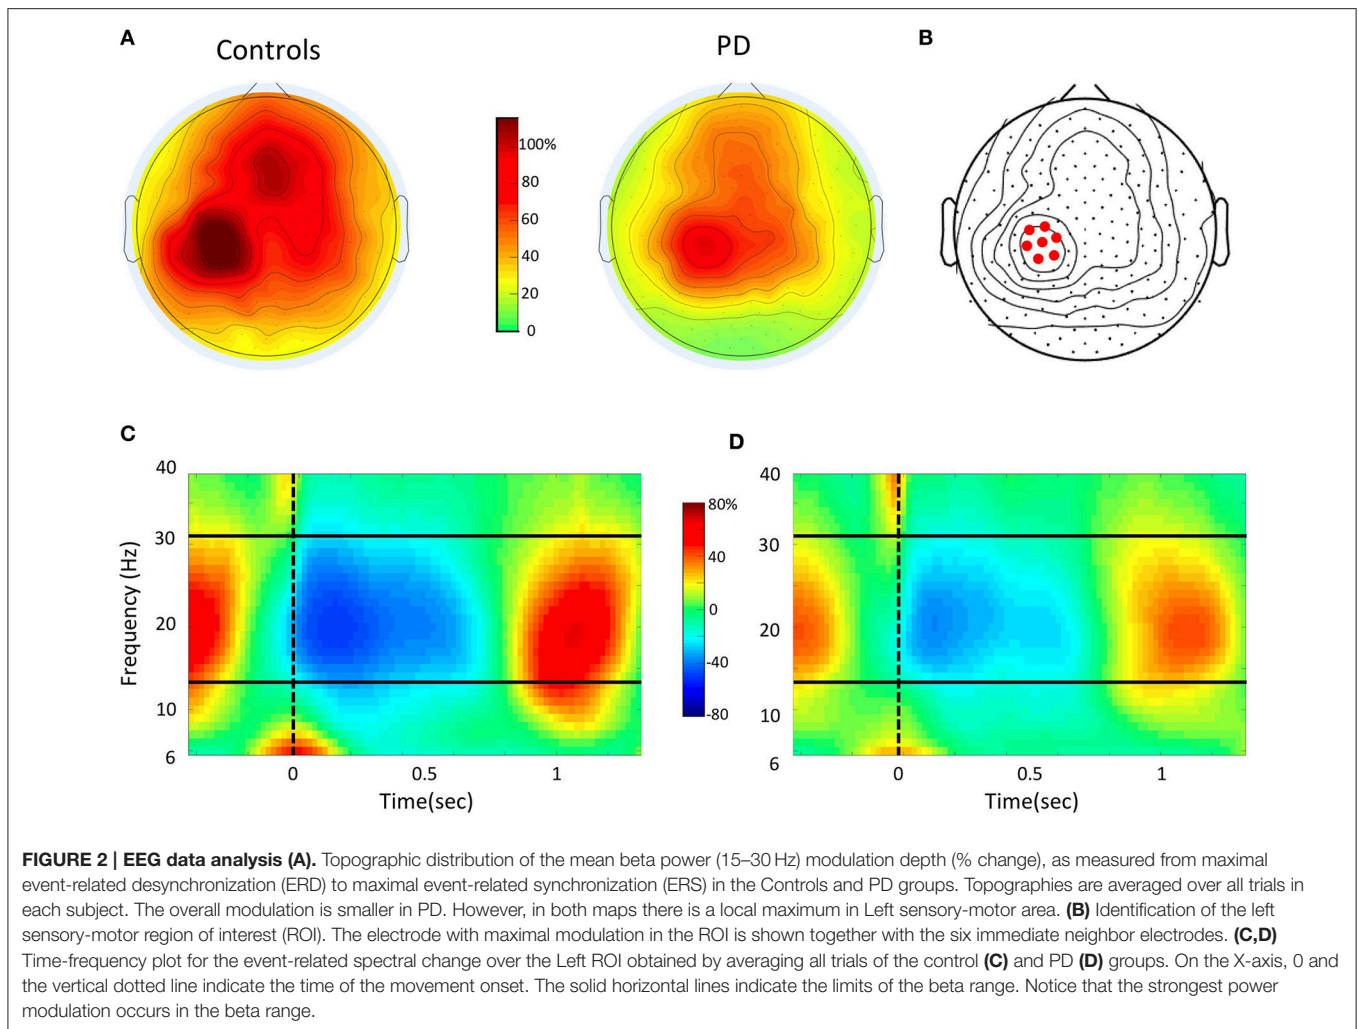 A
Controls
PD
B
100%
80
60
40
20
0
C
D
40
30
20
10
6
Frequency (Hz)
0
0.5
1
Time(sec)
80%
40
0
-40
-80
40
30
20
10
6
0
0.5
1
Time(sec)
FIGURE 2 | EEG data analysis (A). Topographic distribution of the mean beta power (15–30 Hz) modulation depth (% change), as measured from maximal
event-related desynchronization (ERD) to maximal event-related synchronization (ERS) in the Controls and PD groups. Topographies are averaged over all trials in
each subject. The overall modulation is smaller in PD. However, in both maps there is a local maximum in Left sensory-motor area. (B) Identification of the left
sensory-motor region of interest (ROI). The electrode with maximal modulation in the ROI is shown together with the six immediate neighbor electrodes. (C,D)
Time-frequency plot for the event-related spectral change over the Left ROI obtained by averaging all trials of the control (C) and PD (D) groups. On the X-axis, 0 and
the vertical dotted line indicate the time of the movement onset. The solid horizontal lines indicate the limits of the beta range. Notice that the strongest power
modulation occurs in the beta range.